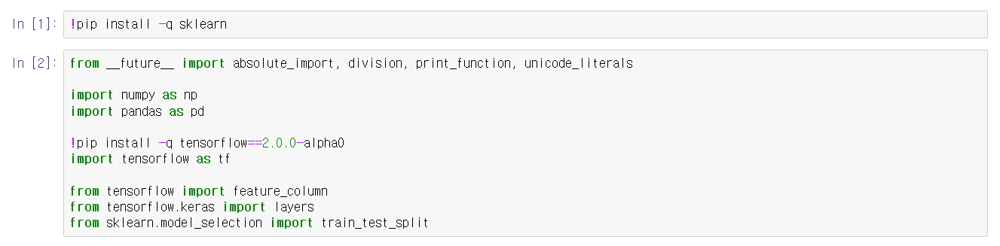 In [1]: !pip install -q sklearn
In [2]: from __future__ import absolute_import, division, print_function, unicode_literals
import numpy as np
import pandas as pd
!pip install -q tensorflow==2.0.0-alpha0
import tensorflow as tf
from tensorflow import feature_column
from tensorflow.keras import layers
from sklearn.model_selection import train_test_split